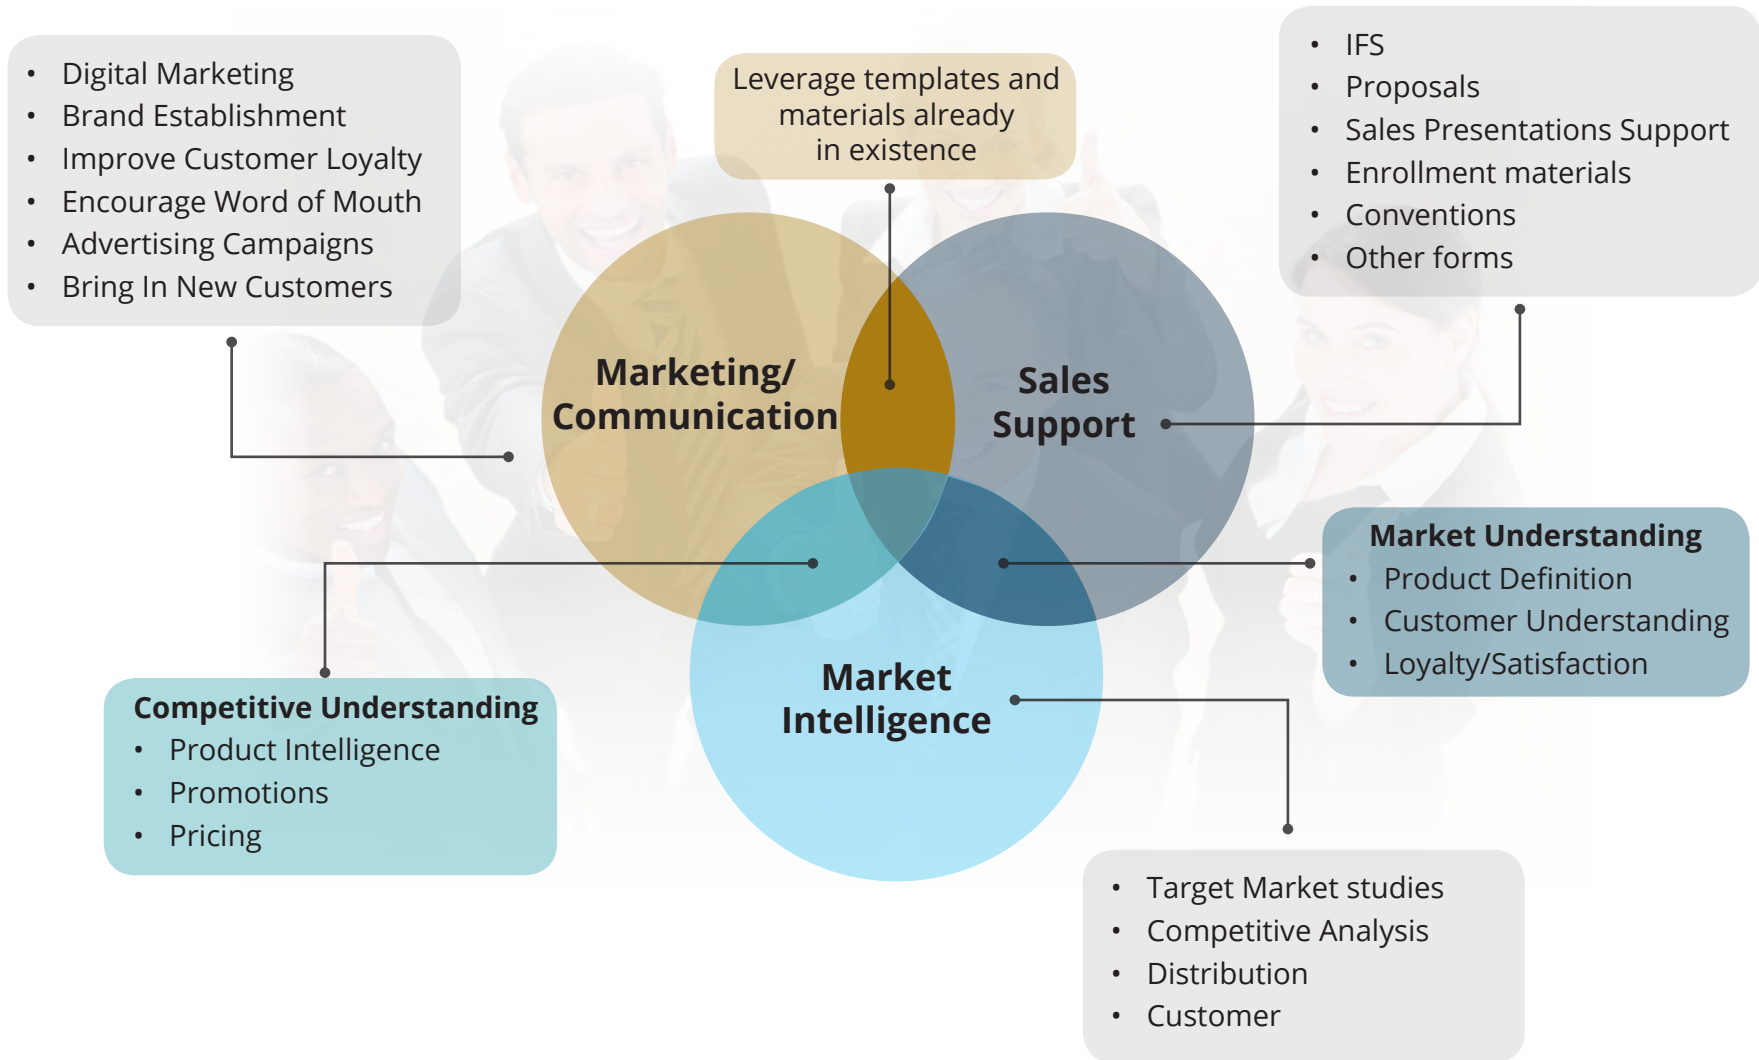 • Digital Marketing
• Brand Establishment
• Improve Customer Loyalty
• Encourage Word of Mouth
• Advertising Campaigns
• Bring In New Customers
Leverage templates and
materials already
in existence
• IFS
• Proposals
• Sales Presentations Support
• Enrollment materials
• Conventions
• Other forms
Marketing/
Communication
Sales
Support
Market Understanding
• Product Definition
• Customer Understanding
• Loyalty/Satisfaction
Market
Intelligence
Competitive Understanding
• Product Intelligence
• Promotions
• Pricing
• Target Market studies
• Competitive Analysis
• Distribution
• Customer